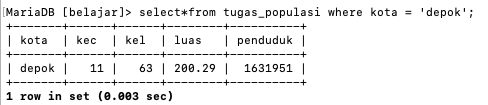 MariaDB [belajar]> select*from tugas_populasi where kota = 'depok';
+-------+------+------+--------+----------+
| kota  | kec  | kel  | luas   | penduduk |
+-------+------+------+--------+----------+
| depok |   11 |   63 | 200.29 |  1631951 |
+-------+------+------+--------+----------+
1 row in set (0.003 sec)